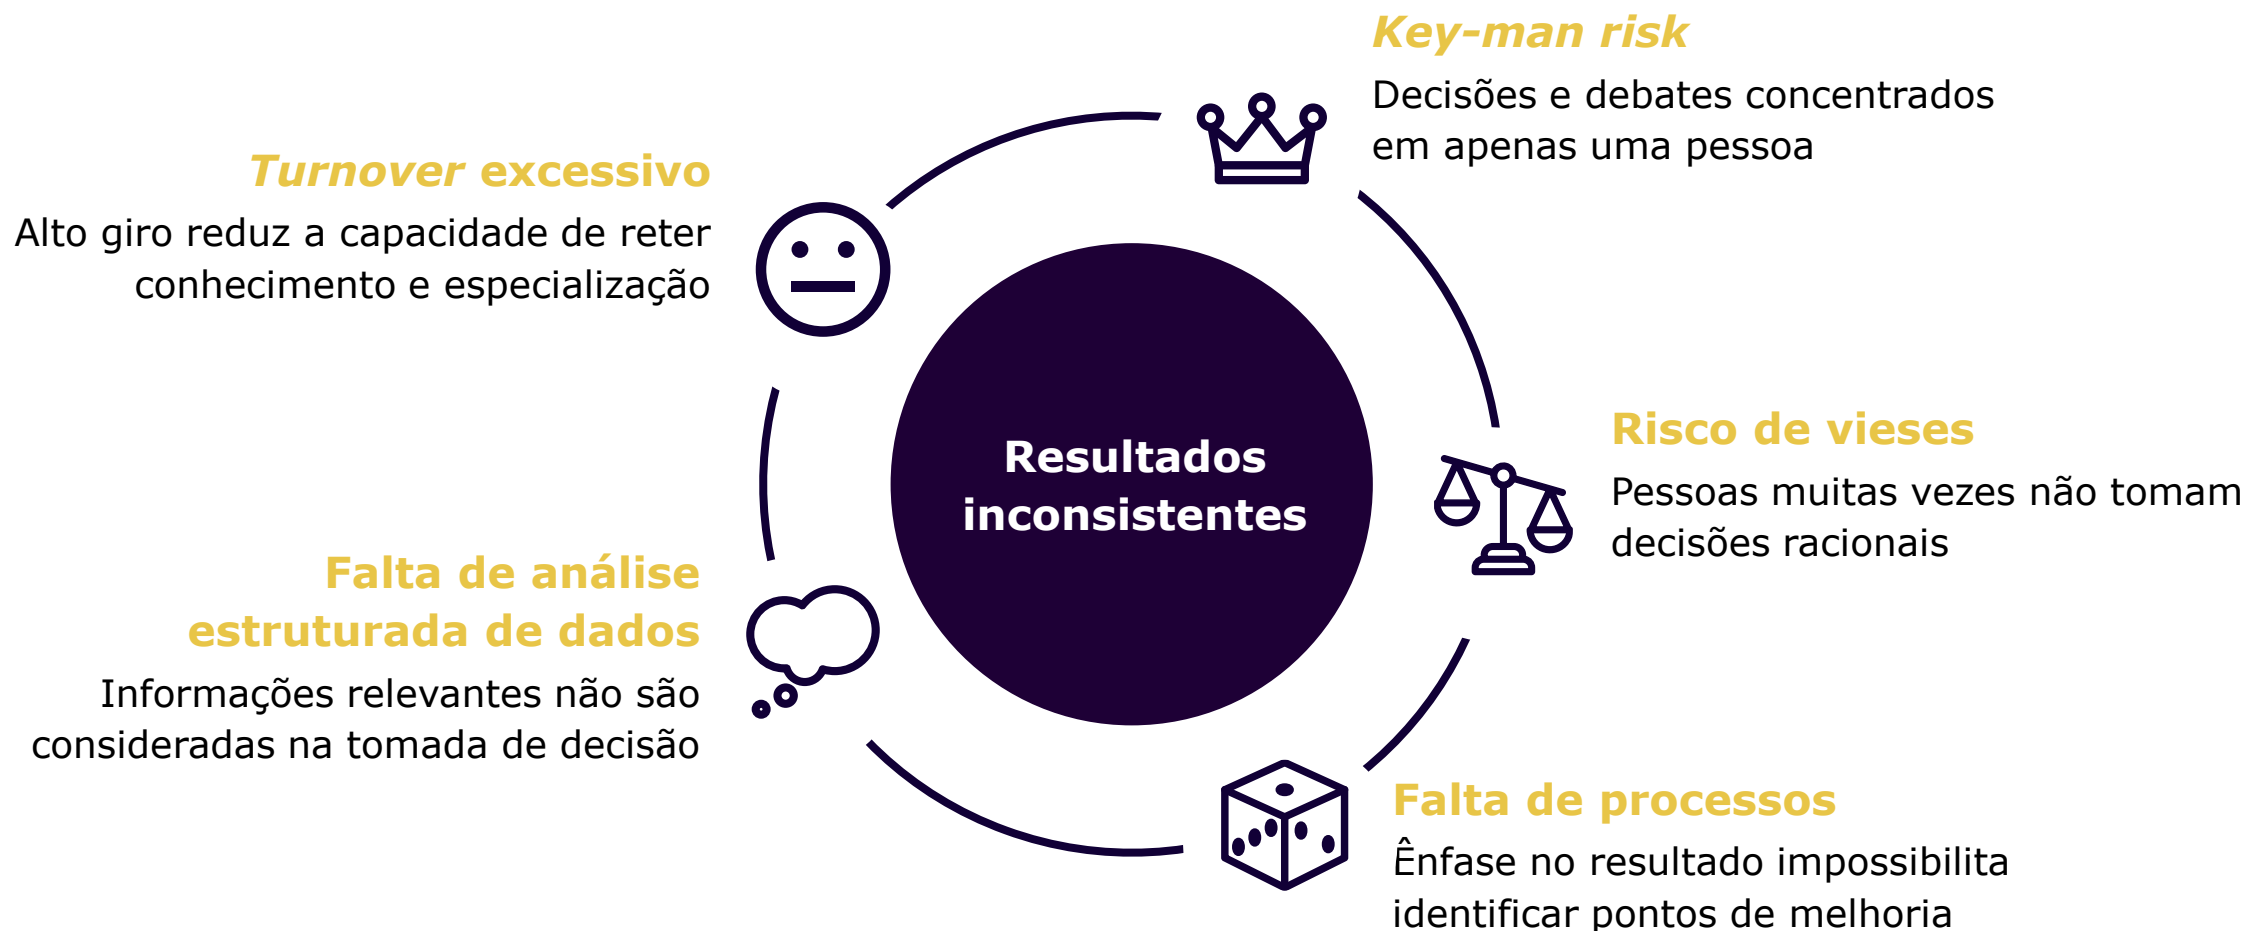 Key-man risk
Decisões e debates concentrados
em apenas uma pessoa
Turnover excessivo
Alto giro reduz a capacidade de reter
conhecimento e especialização
Resultados
inconsistentes
Risco de vieses
Pessoas muitas vezes não tomam
decisões racionais
Falta de análise
estruturada de dados
Informações relevantes não são
consideradas na tomada de decisão
Falta de processos
Ênfase no resultado impossibilita
identificar pontos de melhoria